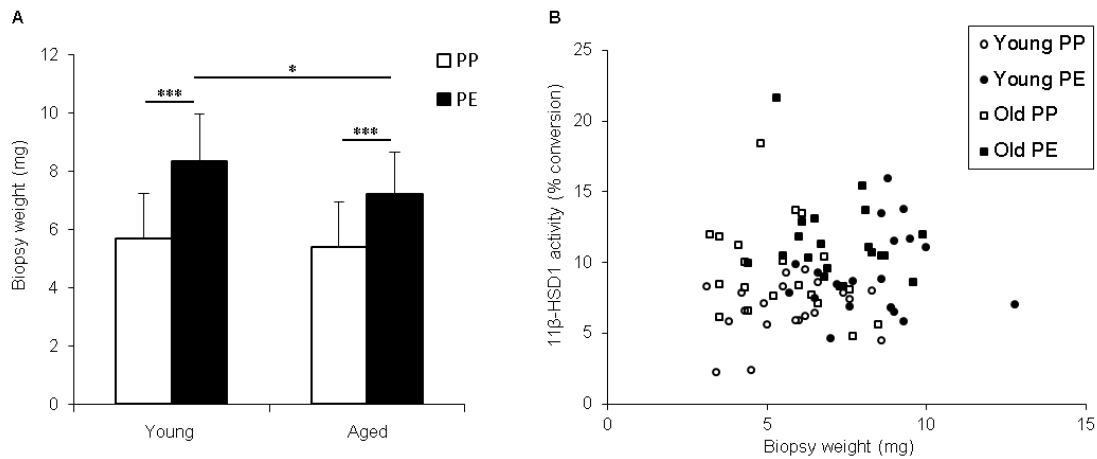 A
12
10
8
6
4
2
0
Biopsy weight (mg)
***
*
***
PP
PE
Young
Aged
B
25
20
15
10
5
0
11β-HSD1 activity (% conversion)
0
5
10
15
Biopsy weight (mg)
Young PP
Young PE
Old PP
Old PE